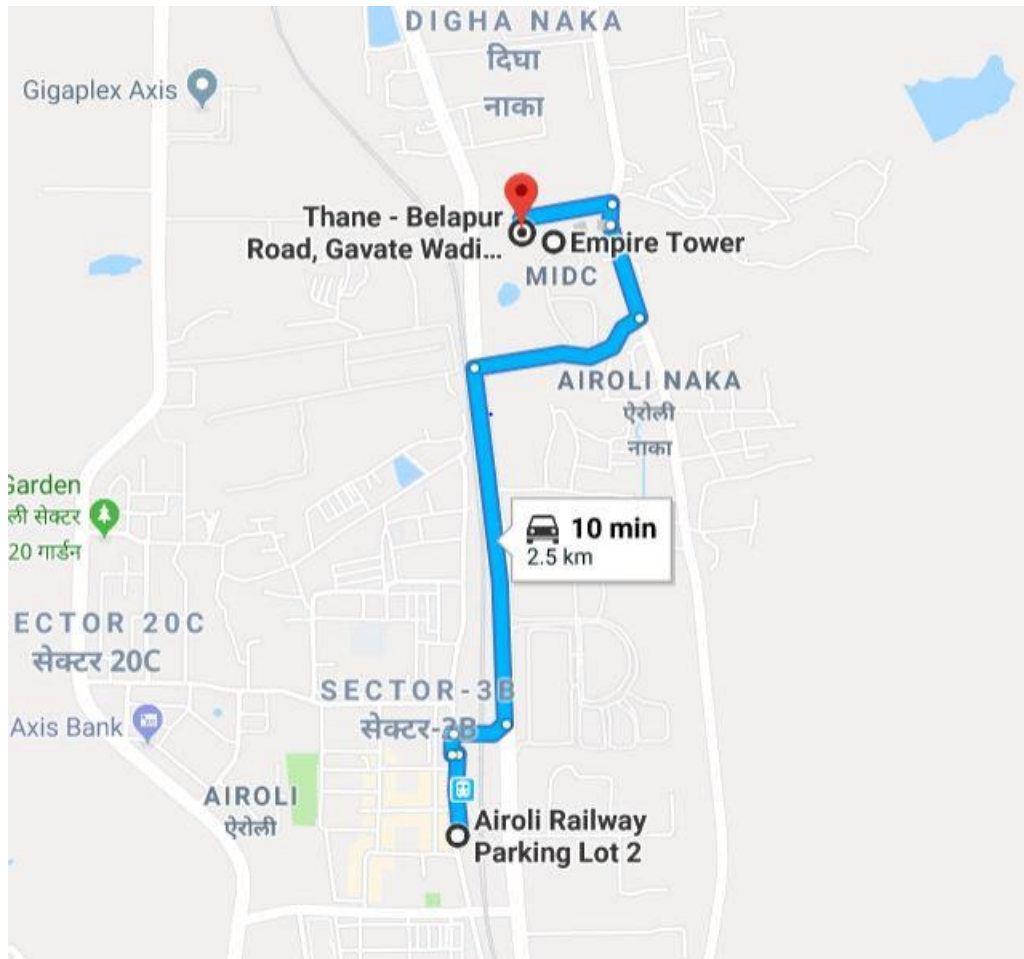 DIGHA NAKA
दिघा
नाका
Gigaplex Axis
Thane - Belapur
Road, Gavate Wadi...
Empire Tower
MIDC
AIROLI NAKA
ऐरोली
नाका
Garden
ली सेक्टर
20 गार्डन
10 min
2.5 km
ECTOR 20C
सेक्टर 20C
SECTOR-3B
सेक्टर-3B
Axis Bank
AIROLI
ऐरोली
Airoli Railway
Parking Lot 2